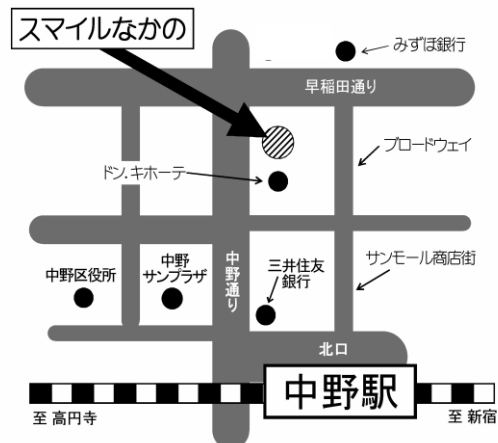 スマイルなかの
みずほ銀行
早稲田通り
ブロードウェイ
ドン.キホーテ
中野区役所
中野
サンプラザ
中野通り
三井住友
銀行
サンモール商店街
北口
中野駅
至 高円寺
至 新宿